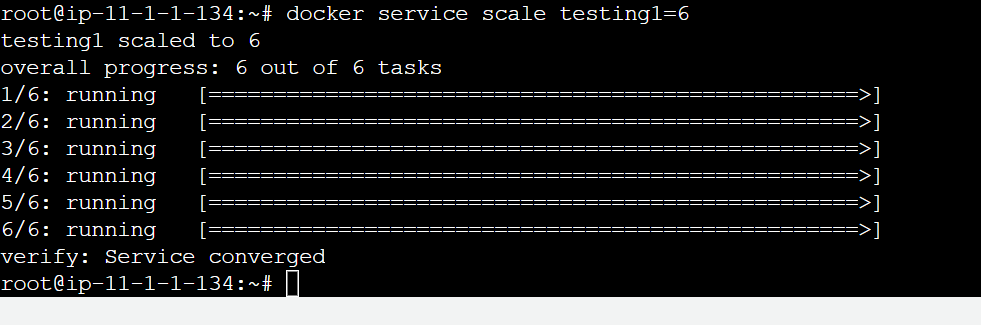 root@ip-11-1-1-134:~# docker service scale testing1=6
testing1 scaled to 6
overall progress: 6 out of 6 tasks
1/6: running   [==================================================>]
2/6: running   [==================================================>]
3/6: running   [==================================================>]
4/6: running   [==================================================>]
5/6: running   [==================================================>]
6/6: running   [==================================================>]
verify: Service converged
root@ip-11-1-1-134:~#